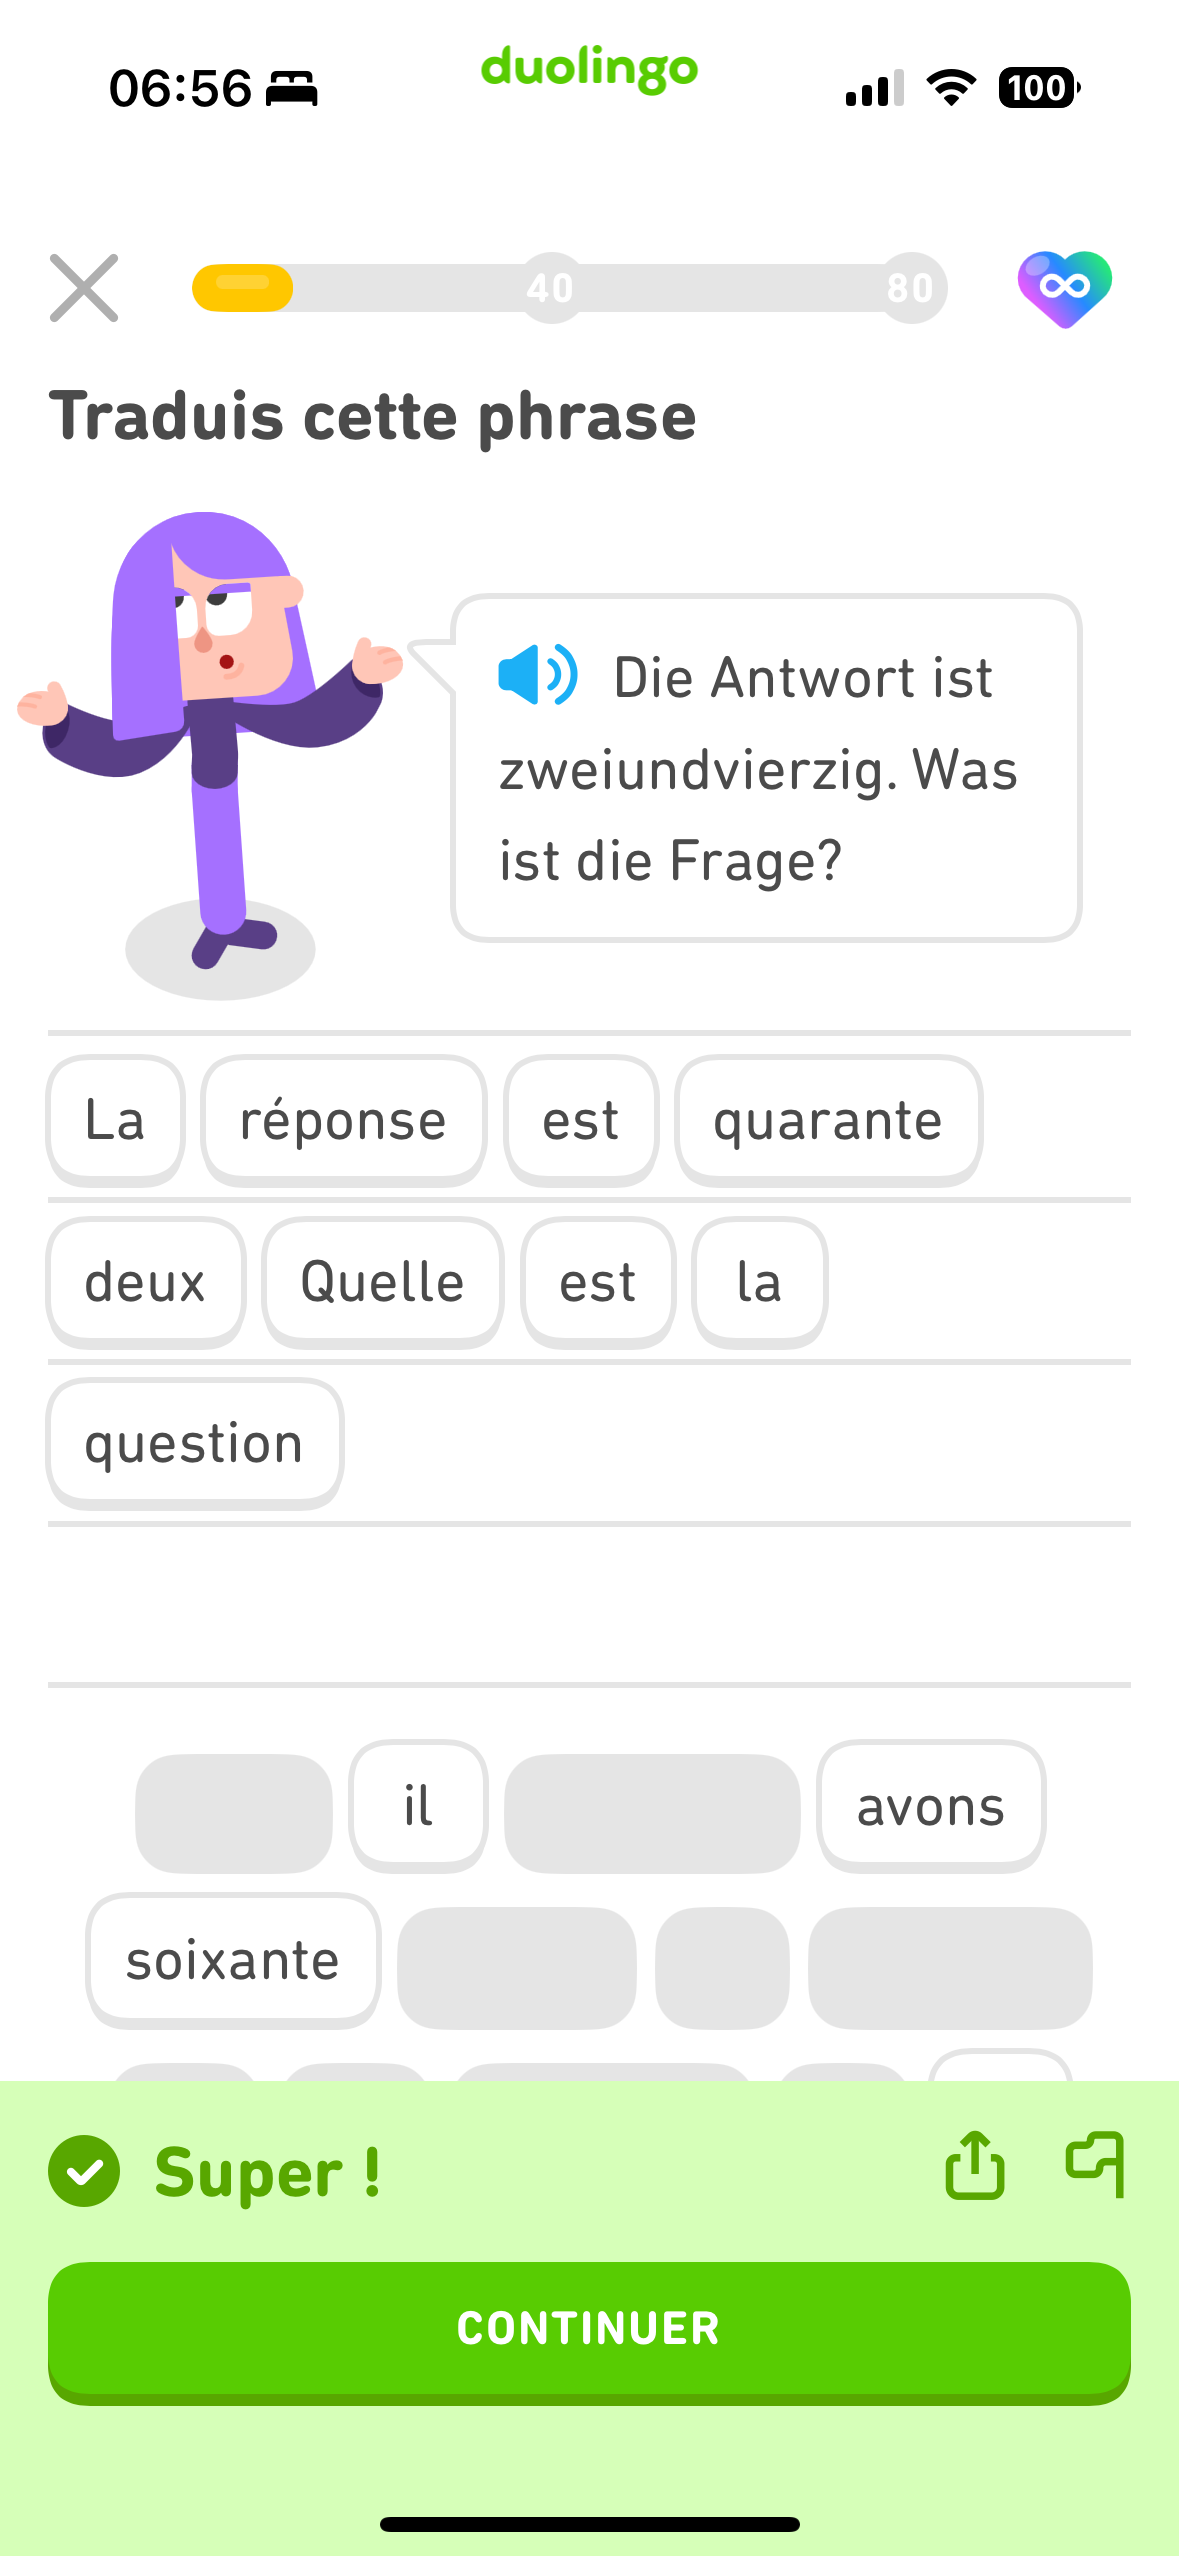 06:56
duolingo
100
40 80
Traduis cette phrase
Die Antwort ist
zweiundvierzig. Was
ist die Frage?
La réponse est quarante
deux Quelle est la
question
il avons
soixante
Super !
CONTINUER